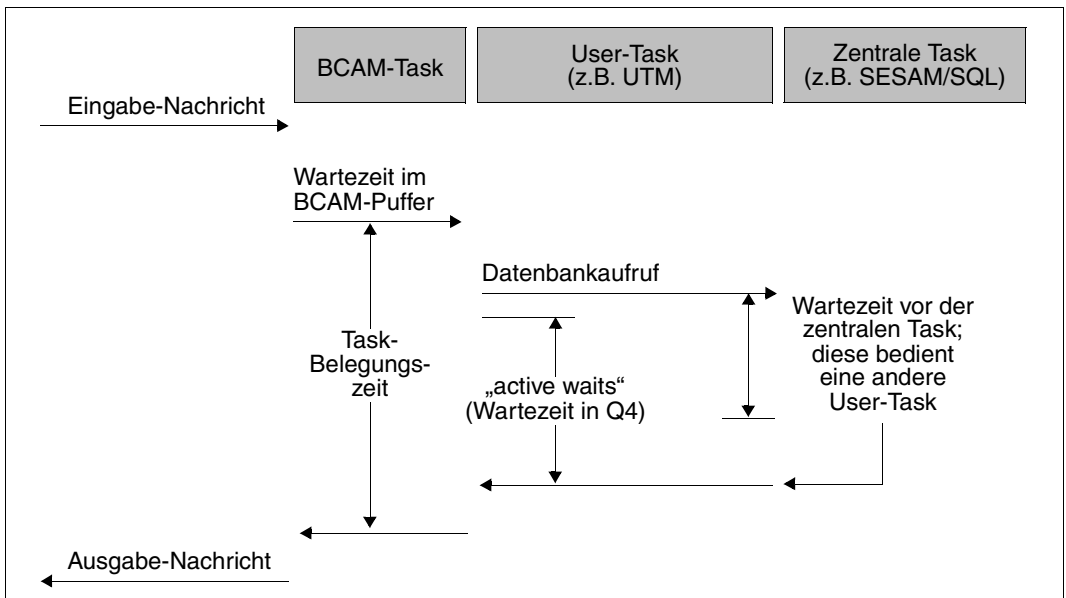 BCAM-Task
User-Task
(z.B. UTM)
Zentrale Task
(z.B. SESAM/SQL)
Eingabe-Nachricht
Wartezeit im
BCAM-Puffer
Datenbankaufruf
Wartezeit vor der
zentralen Task;
diese bedient
eine andere
User-Task
Task-
Belegungs-
zeit
„active waits“
(Wartezeit in Q4)
Ausgabe-Nachricht